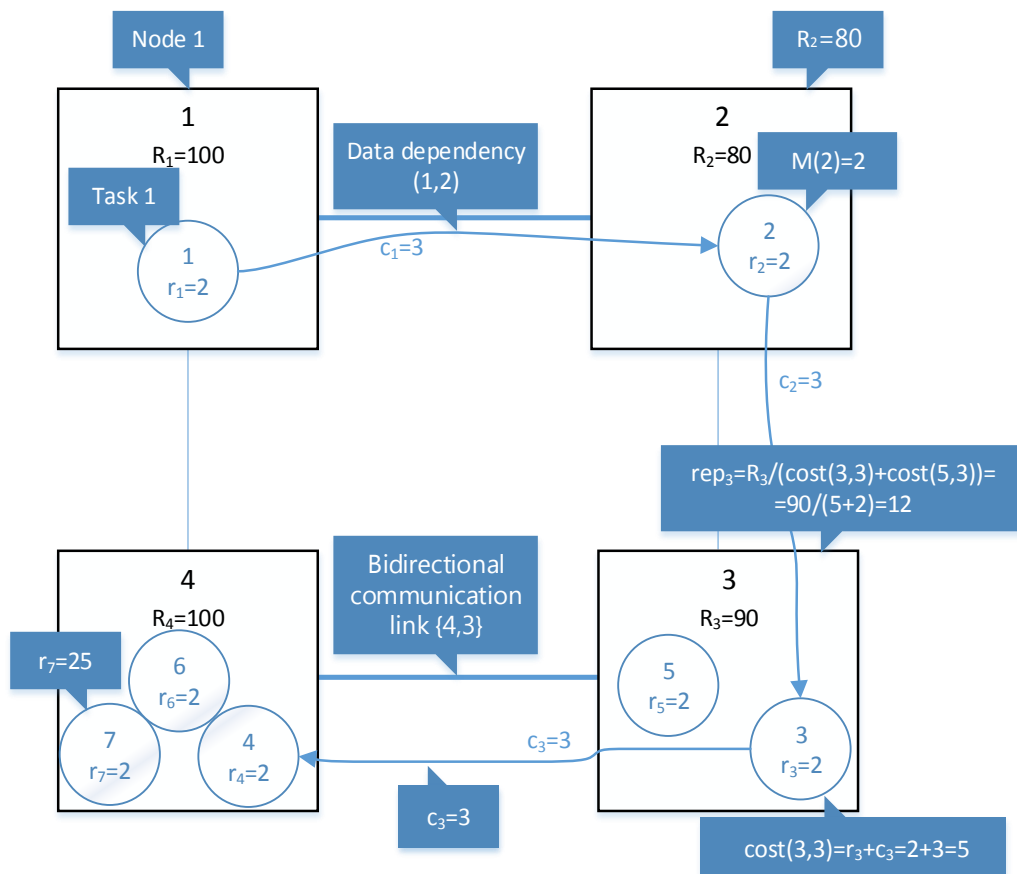 Node 1
R₂=80
1
R₁=100
2
R₂=80
Data dependency
(1,2)
M(2)=2
Task 1
1
r₁=2
c₁=3
2
r₂=2
c₂=3
rep₃=R₃/(cost(3,3)+cost(5,3))=
=90/(5+2)=12
4
R₄=100
Bidirectional
communication
link {4,3}
3
R₃=90
r₇=25
6
r₆=2
5
r₅=2
7
r₇=2
4
r₄=2
c₃=3
3
r₃=2
c₃=3
cost(3,3)=r₃+c₃=2+3=5